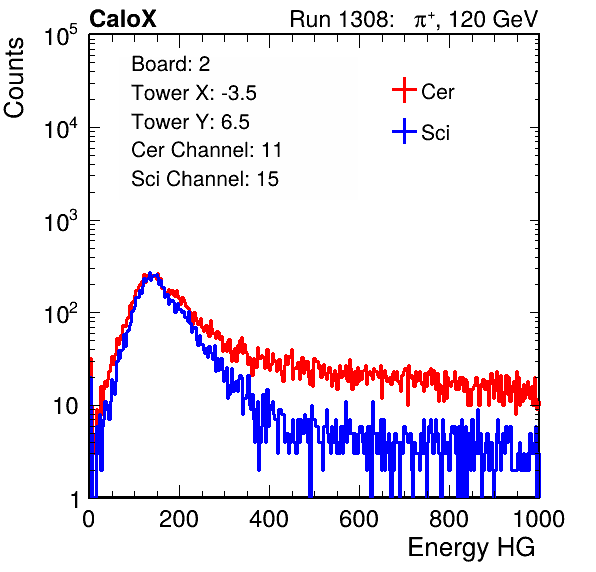 CaloX Run 1308: π⁺, 120 GeV
Counts
10⁵
10⁴
10³
10²
10
1
Board: 2
Tower X: -3.5
Tower Y: 6.5
Cer Channel: 11
Sci Channel: 15
Cer
Sci
0 200 400 600 800 1000
Energy HG